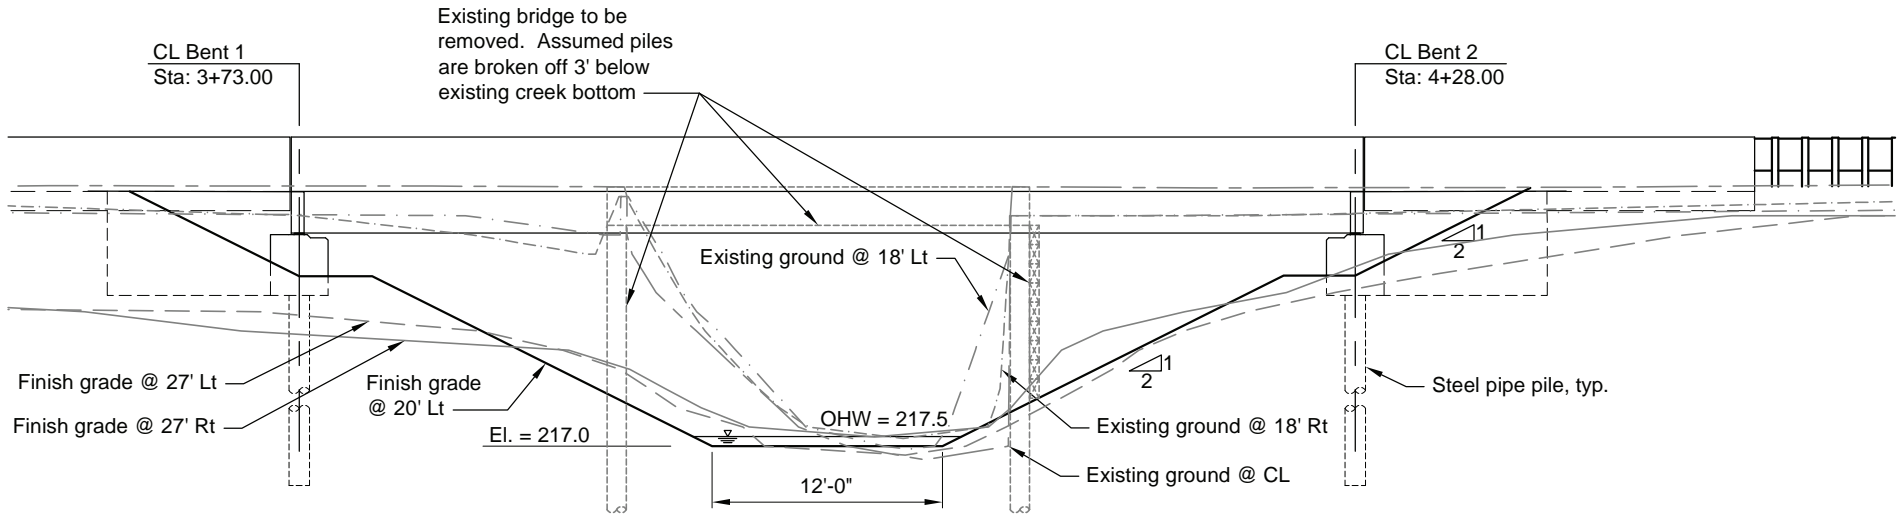 Existing bridge to be
removed.  Assumed piles
are broken off 3' below
existing creek bottom
CL Bent 1
Sta: 3+73.00
CL Bent 2
Sta: 4+28.00
Existing ground @ 18' Lt
1
2
1
2
Finish grade @ 27' Lt
Finish grade @ 27' Rt
Finish grade
@ 20' Lt
OHW = 217.5
El. = 217.0
12'-0"
Steel pipe pile, typ.
Existing ground @ 18' Rt
Existing ground @ CL